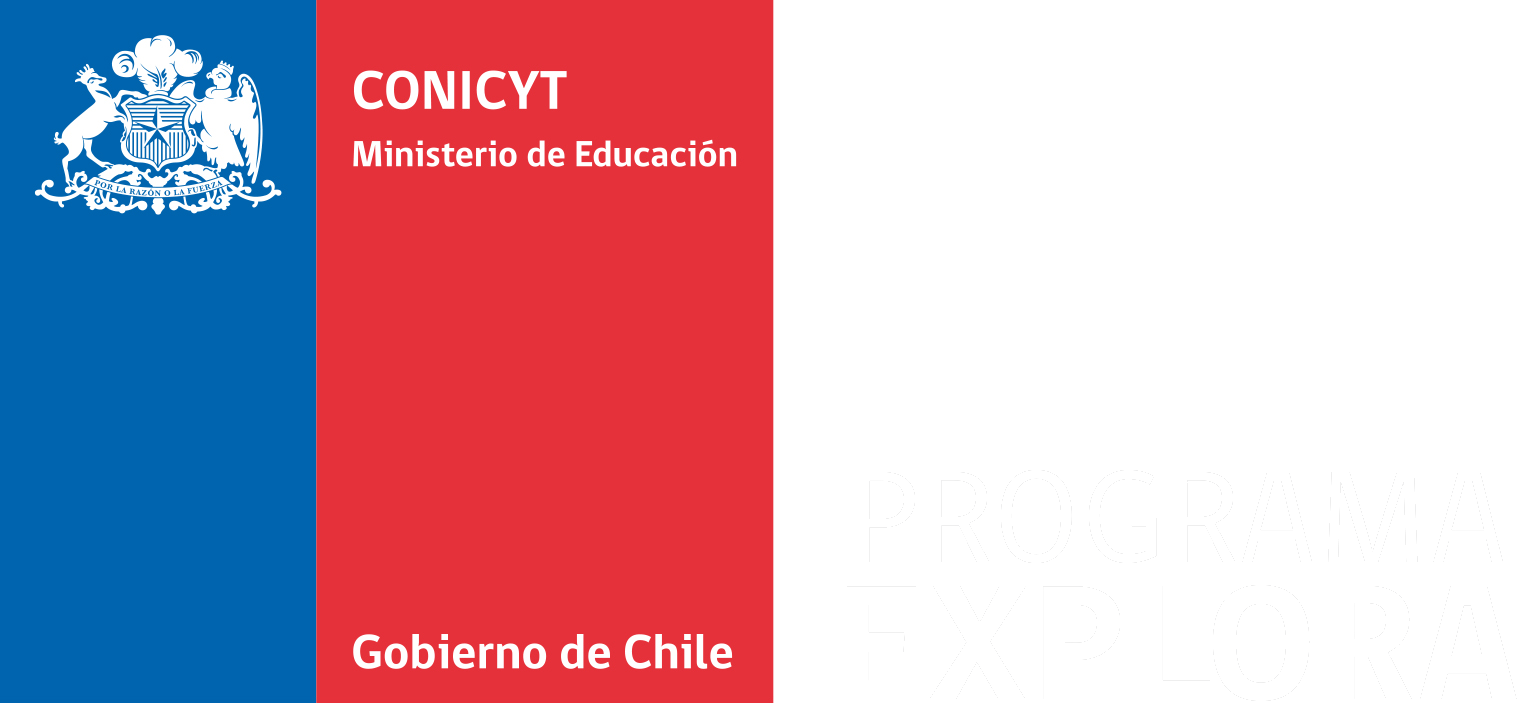 CONICYT
Ministerio de Educación
POR LA RAZÓN O LA FUERZA
Gobierno de Chile
PROGRAMA
EXPLORA